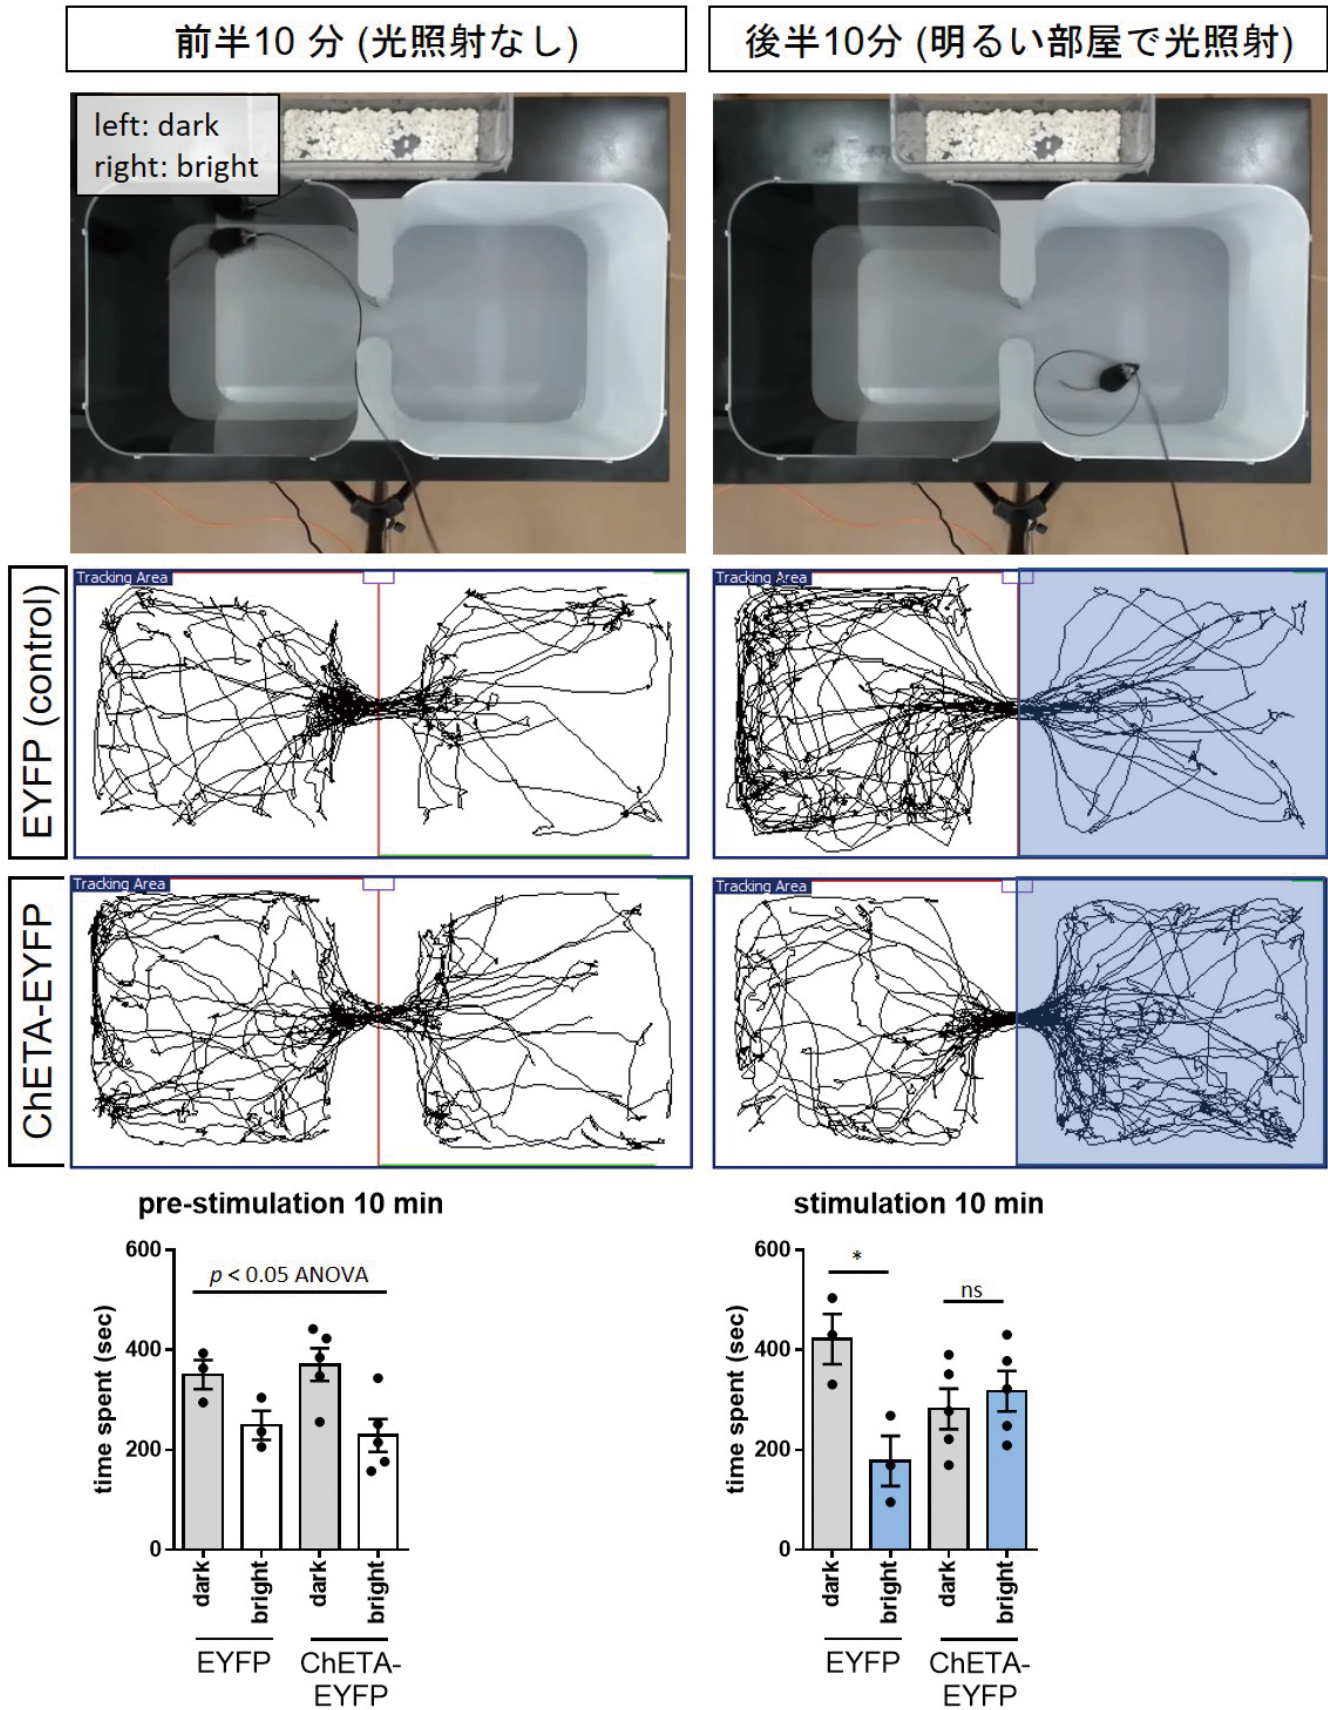 前半10 分 (光照射なし)
後半10分 (明るい部屋で光照射)
left: dark
right: bright
EYFP (control)
Tracking Area
Tracking Area
ChETA-EYFP
Tracking Area
Tracking Area
pre-stimulation 10 min
time spent (sec)
600
400
200
0
p < 0.05 ANOVA
dark
bright
dark
bright
EYFP
ChETA-
EYFP
stimulation 10 min
time spent (sec)
600
400
200
0
*
ns
dark
bright
dark
bright
EYFP
ChETA-
EYFP